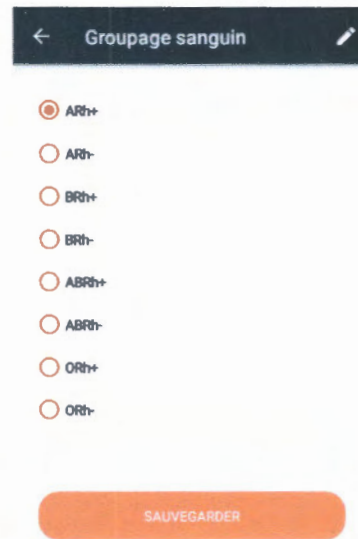 Groupage sanguin
ARh+
ARh-
BRh+
BRh-
ABRh+
ABRh-
ORh+
ORh-
SAUVEGARDER